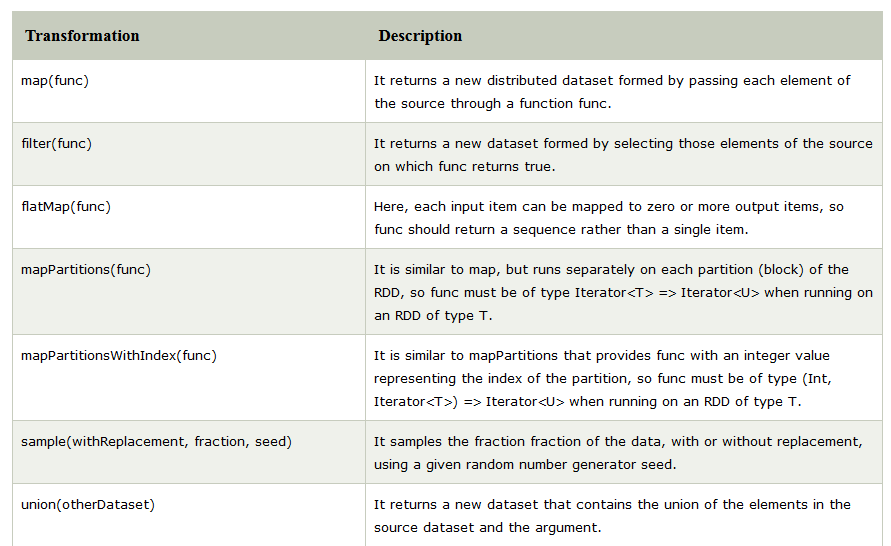 Transformation Description
map(func) It returns a new distributed dataset formed by passing each element of
the source through a function func.
filter(func) It returns a new dataset formed by selecting those elements of the source
on which func returns true.
flatMap(func) Here, each input item can be mapped to zero or more output items, so
func should return a sequence rather than a single item.
mapPartitions(func) It is similar to map, but runs separately on each partition (block) of the
RDD, so func must be of type Iterator<T> => Iterator<U> when running on
an RDD of type T.
mapPartitionsWithIndex(func) It is similar to mapPartitions that provides func with an integer value
representing the index of the partition, so func must be of type (Int,
Iterator<T>) => Iterator<U> when running on an RDD of type T.
sample(withReplacement, fraction, seed) It samples the fraction fraction of the data, with or without replacement,
using a given random number generator seed.
union(otherDataset) It returns a new dataset that contains the union of the elements in the
source dataset and the argument.